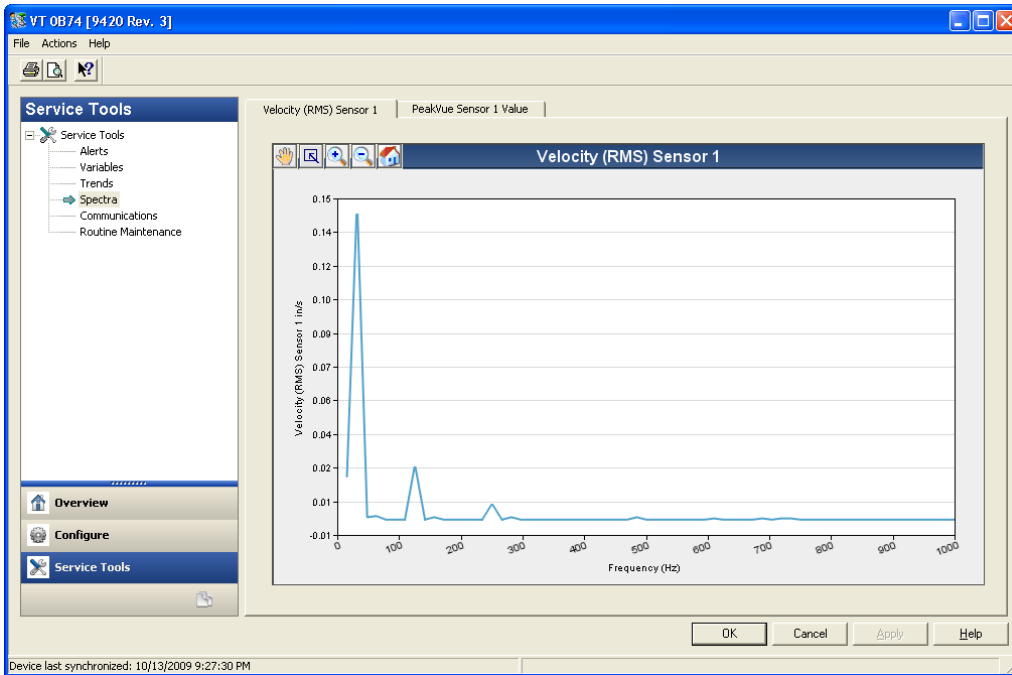 VT 0B74 [9420 Rev. 3]
File Actions Help
Service Tools
Service Tools
Alerts
Variables
Trends
Spectra
Communications
Routine Maintenance
Overview
Configure
Service Tools
Velocity (RMS) Sensor 1 PeakVue Sensor 1 Value
Velocity (RMS) Sensor 1
Velocity (RMS) Sensor 1 in/s
0.15
0.14
0.12
0.10
0.09
0.07
0.06
0.04
0.02
0.01
-0.01
0 100 200 300 400 500 600 700 800 900 1000
Frequency (Hz)
OK Cancel Apply Help
Device last synchronized: 10/13/2009 9:27:30 PM